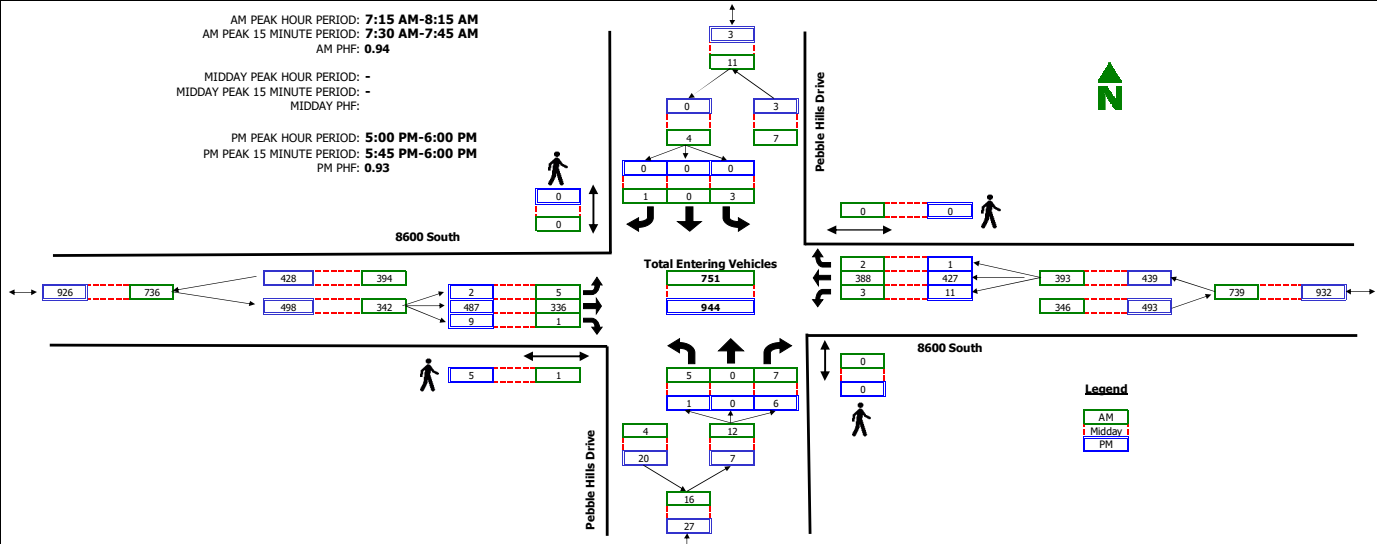 AM PEAK HOUR PERIOD: 7:15 AM-8:15 AM
AM PEAK 15 MINUTE PERIOD: 7:30 AM-7:45 AM
AM PHF: 0.94
MIDDAY PEAK HOUR PERIOD: -
MIDDAY PEAK 15 MINUTE PERIOD: -
MIDDAY PHF:
PM PEAK HOUR PERIOD: 5:00 PM-6:00 PM
PM PEAK 15 MINUTE PERIOD: 5:45 PM-6:00 PM
PM PHF: 0.93
3
11
0 3
4 7
0 0 0
1 0 3
Pebble Hills Drive
N
0
0
0 0
8600 South
Total Entering Vehicles
751
944
428 394
926 736
498 342
2 5
487 336
9 1
2 1
388 427
3 11
393 439
739 932
346 493
8600 South
5 1
0
0
5 0 7
1 0 6
4 12
20 7
16
27
Pebble Hills Drive
Legend
AM
Midday
PM